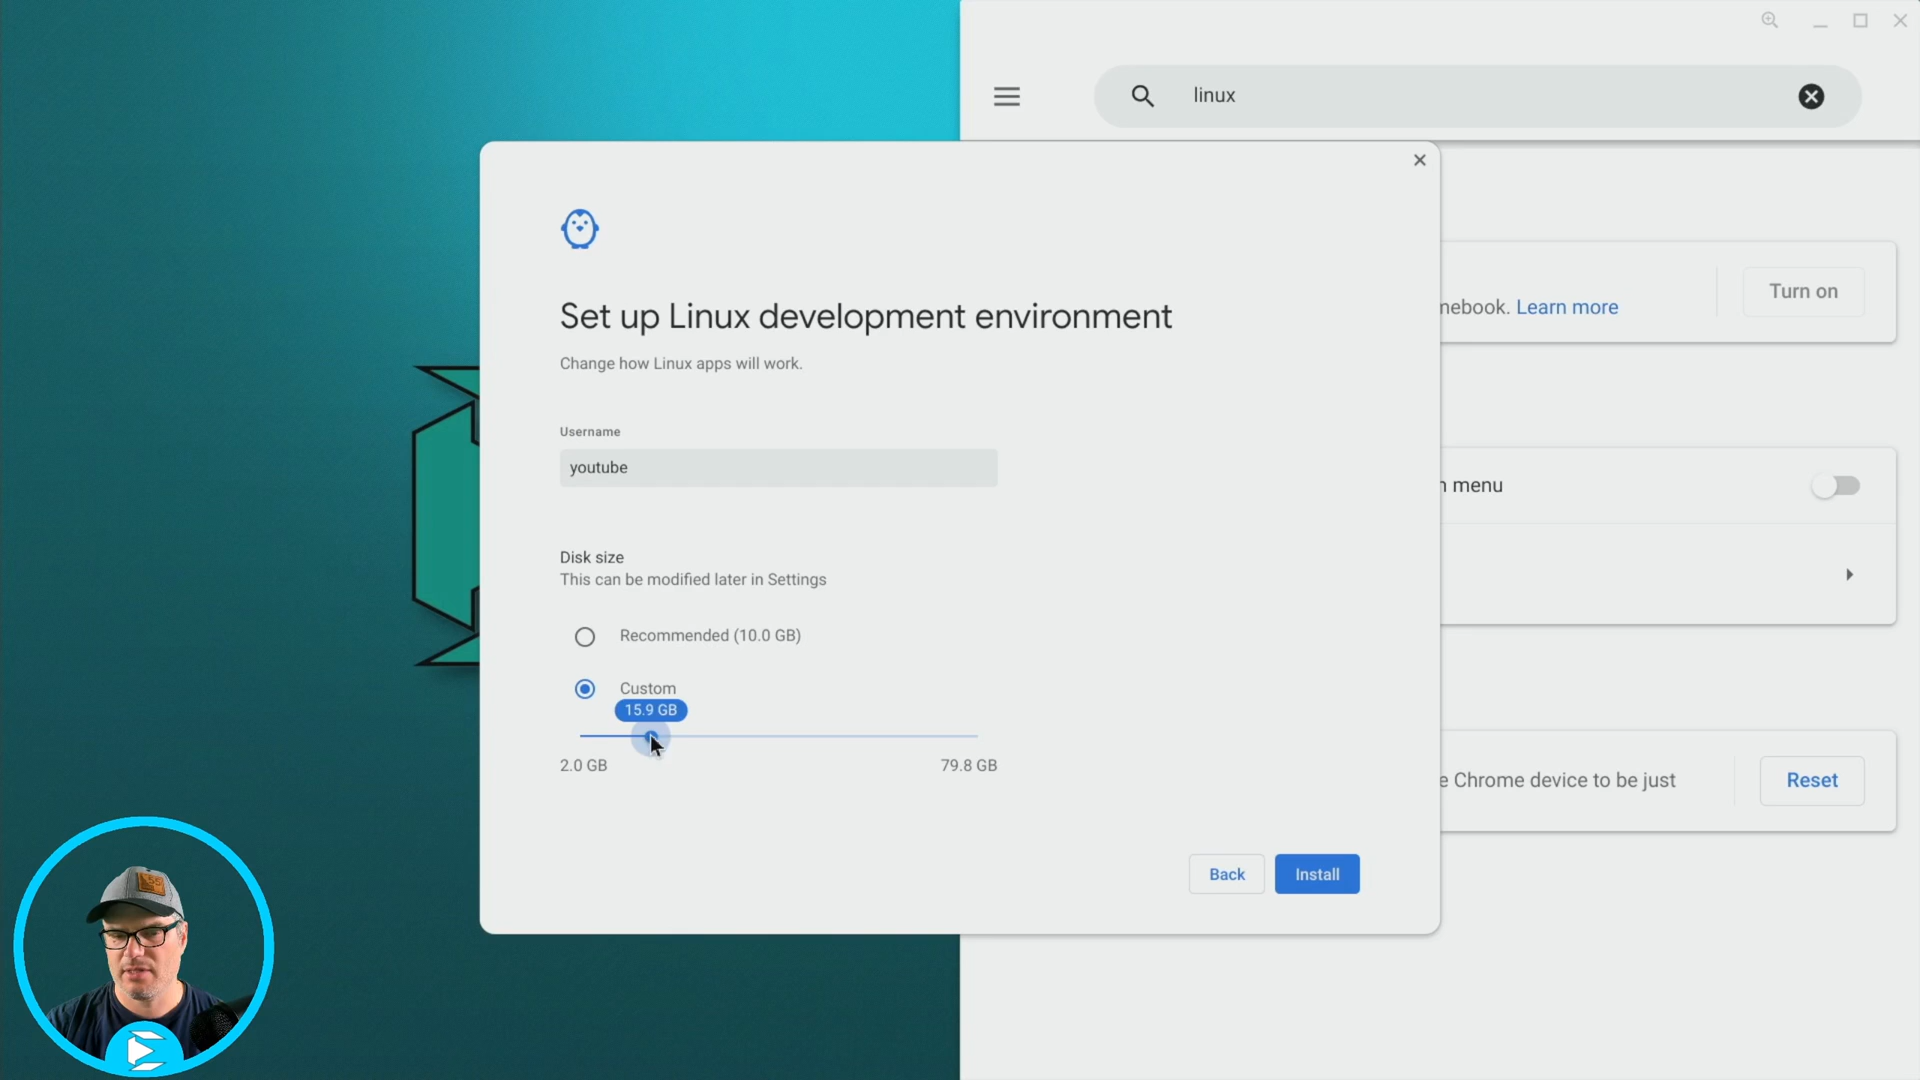 linux
Set up Linux development environment
Change how Linux apps will work.
Username
youtube
Disk size
This can be modified later in Settings
Recommended (10.0 GB)
Custom
15.9 GB
2.0 GB
79.8 GB
Back
Install
nebook. Learn more
Turn on
menu
e Chrome device to be just
Reset